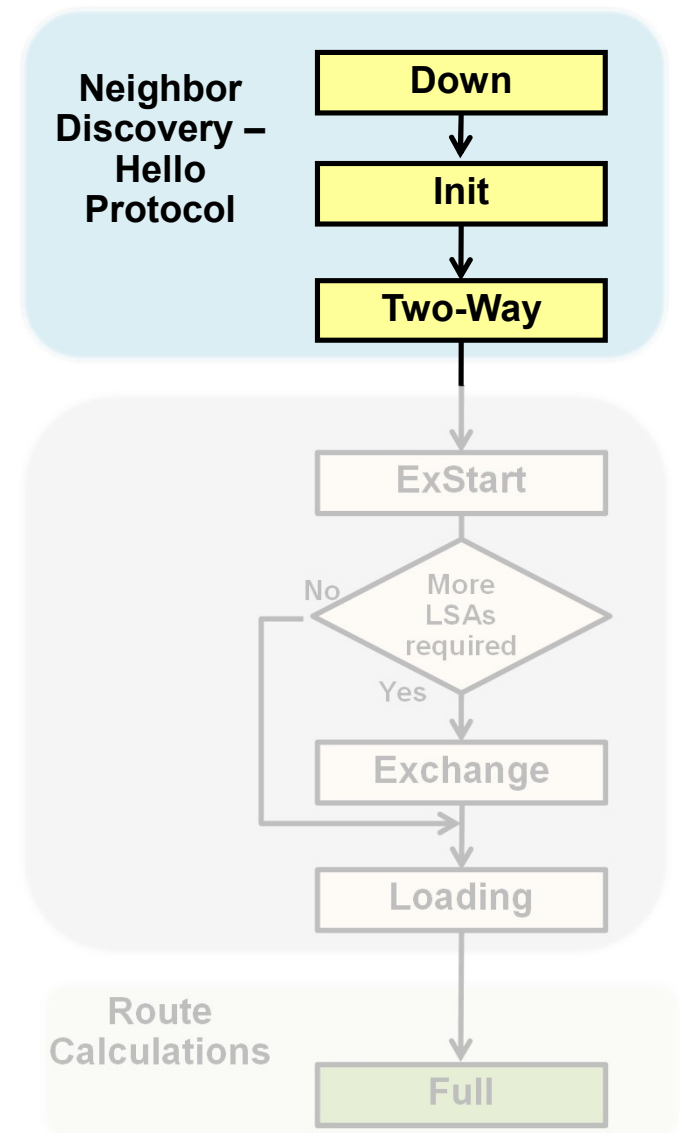 Neighbor
Discovery –
Hello
Protocol
Down
Init
Two-Way
ExStart
No
More
LSAs
required
Yes
Exchange
Loading
Route
Calculations
Full